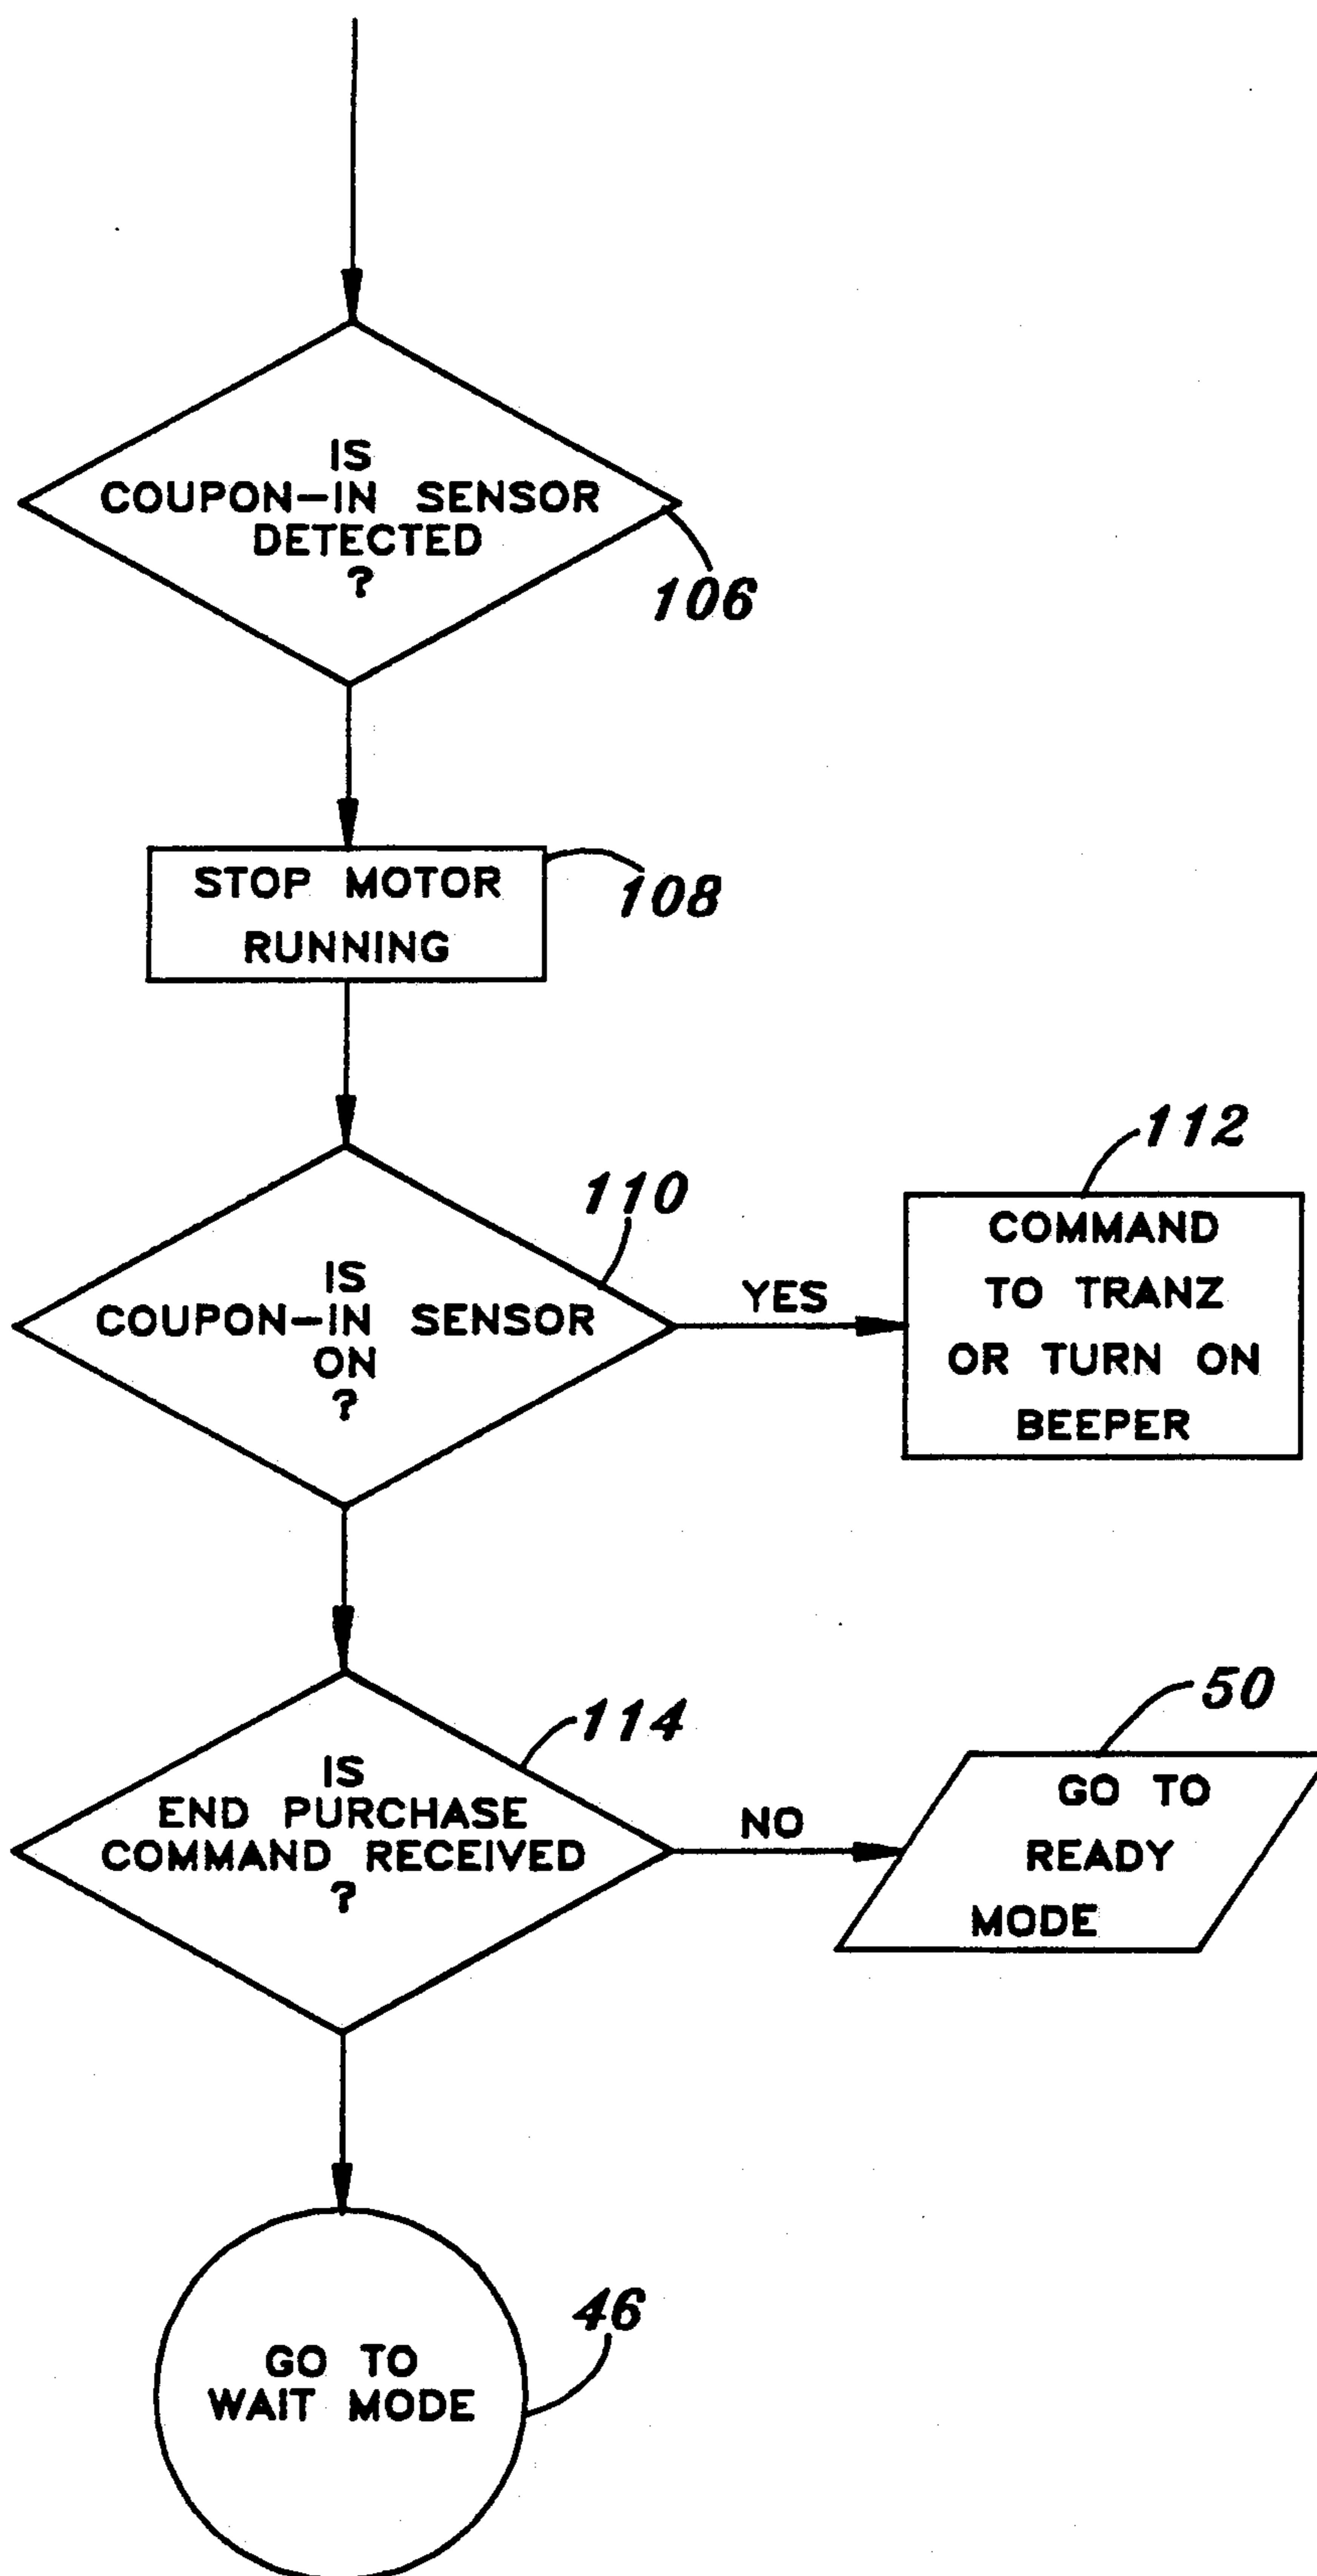 IS
COUPON-IN SENSOR
DETECTED
?
106
STOP MOTOR
RUNNING
108
IS
COUPON-IN SENSOR
ON
?
110
YES
112
COMMAND
TO TRANZ
OR TURN ON
BEEPER
IS
END PURCHASE
COMMAND RECEIVED
?
114
NO
50
GO TO
READY
MODE
GO TO
WAIT MODE
46